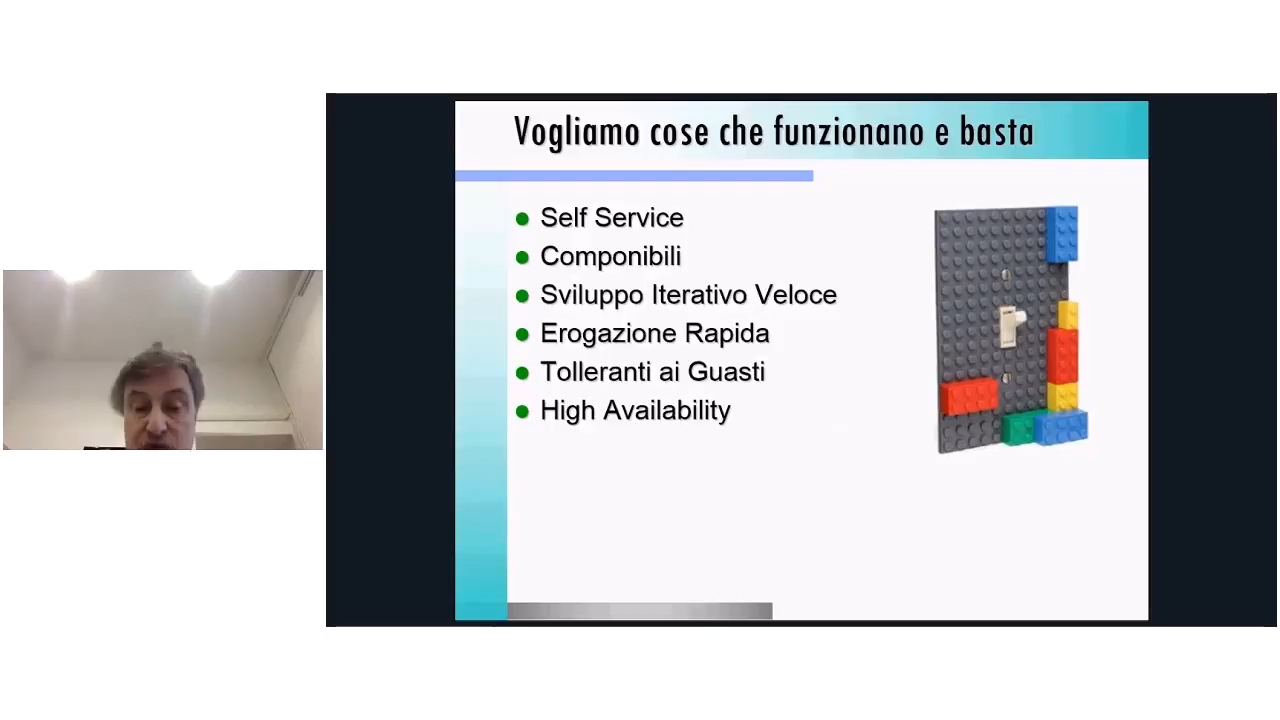 Vogliamo cose che funzionano e basta
Self Service
Componibili
Sviluppo Iterativo Veloce
Erogazione Rapida
Tolleranti ai Guasti
High Availability